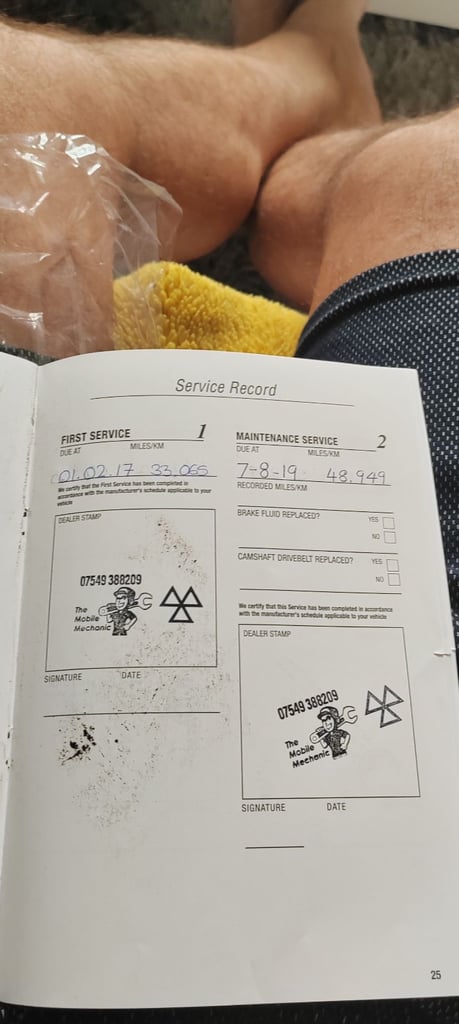 Service Record
FIRST SERVICE 1
DUE AT MILES/KM
01.02.17 33,065
We certify that the First Service has been completed in
accordance with the manufacturer's schedule applicable to your
vehicle
DEALER STAMP
07549 388209
The
Mobile
Mechanic
SIGNATURE DATE
MAINTENANCE SERVICE 2
DUE AT MILES/KM
7-8-19 48,949
RECORDED MILES/KM
BRAKE FLUID REPLACED? YES
NO
CAMSHAFT DRIVEBELT REPLACED? YES
NO
We certify that this Service has been completed in accordance
with the manufacturer's schedule applicable to your vehicle
DEALER STAMP
07549 388209
The
Mobile
Mechanic
SIGNATURE DATE
25